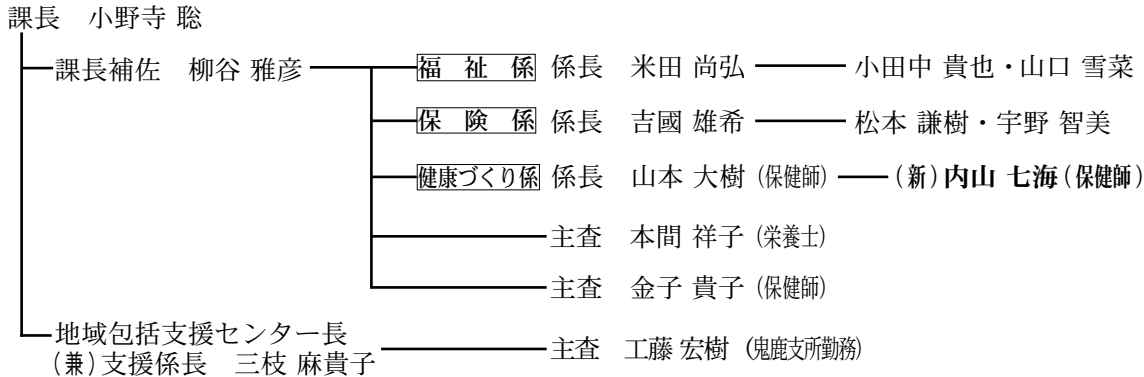 課長　小野寺 聡
課長補佐　柳谷 雅彦
福 祉 係 係長　米田 尚弘　小田中 貴也・山口 雪菜
保 険 係 係長　吉國 雄希　松本 謙樹・宇野 智美
健康づくり係 係長　山本 大樹（保健師）　（新）内山 七海（保健師）
主査　本間 祥子（栄養士）
主査　金子 貴子（保健師）
地域包括支援センター長
（兼）支援係長　三枝 麻貴子
主査　工藤 宏樹（鬼鹿支所勤務）